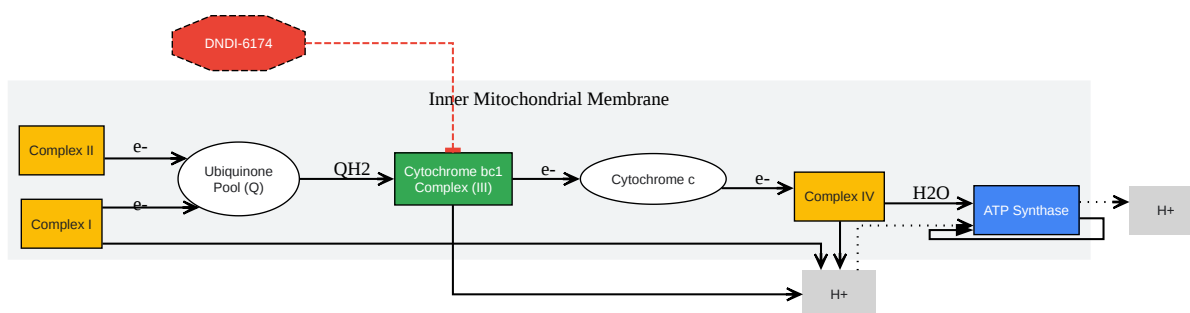 DNDI-6174
Inner Mitochondrial Membrane
Complex II
e-
Ubiquinone
Pool (Q)
QH2
Cytochrome bc1
Complex (III)
e-
Cytochrome c
e-
Complex IV
H2O
ATP Synthase
H+
Complex I
e-
H+